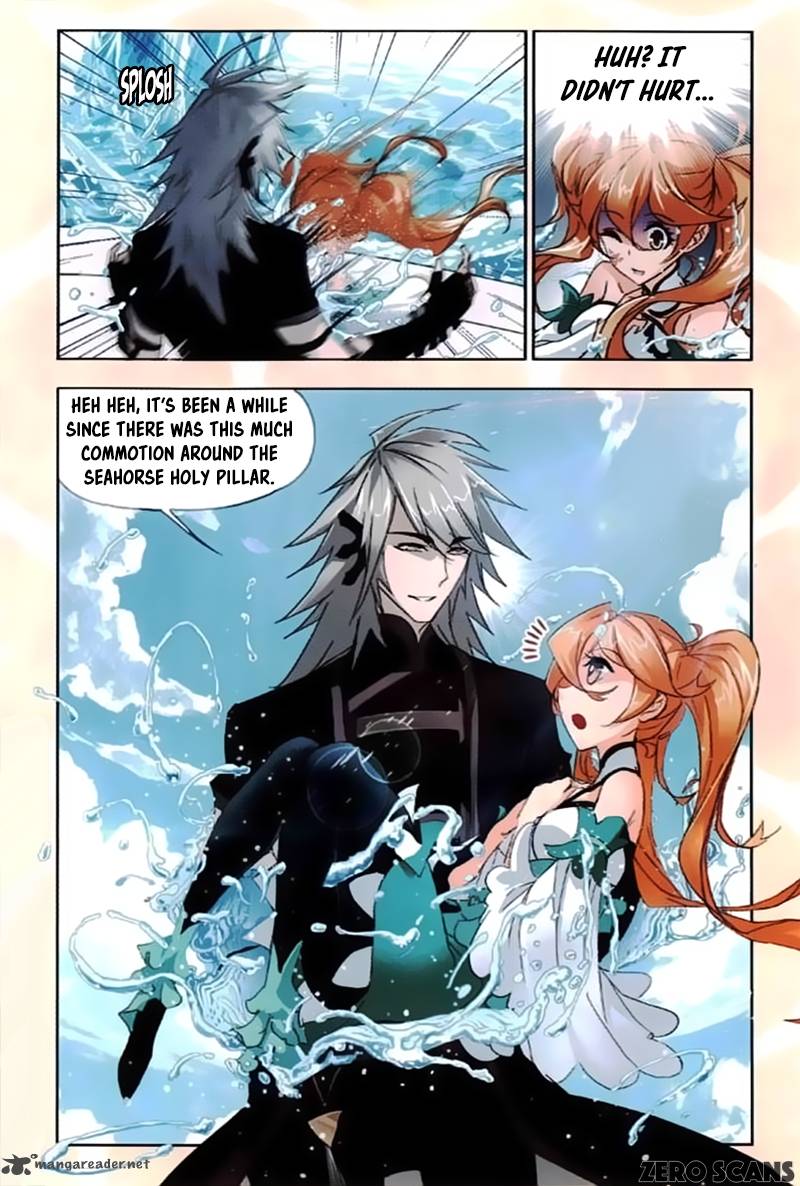 SPLOSH
HUH? IT
DIDN'T HURT...
HEH HEH, IT'S BEEN A WHILE
SINCE THERE WAS THIS MUCH
COMMOTION AROUND THE
SEAHORSE HOLY PILLAR.
mangareader.net
ZERO SCANS